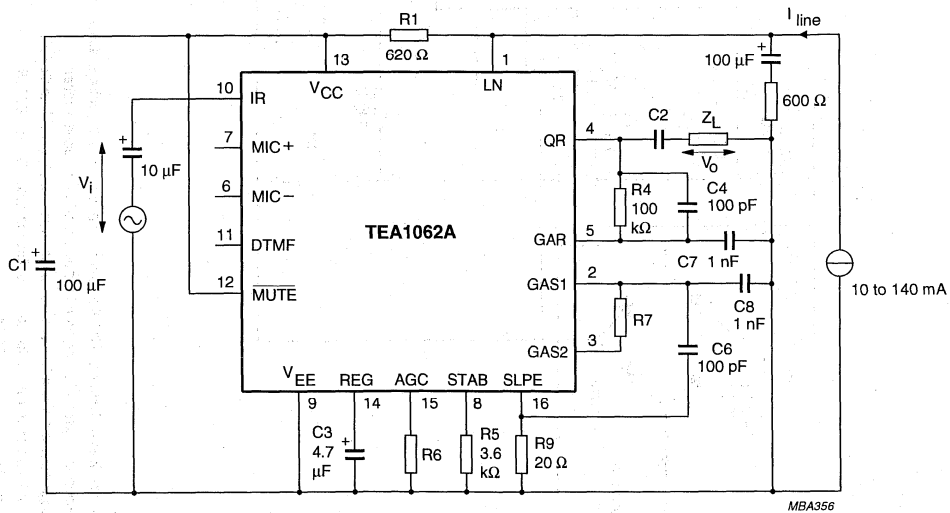 R1
620 Ω
I line
13
1
100 µF
+
VCC
LN
600 Ω
10
IR
C2
ZL
4
QR
7
MIC+
Vo
+
10 µF
Vi
R4
100
kΩ
C4
100 pF
6
MIC−
TEA1062A
5
GAR
11
DTMF
C7
1 nF
+
C1
100 µF
2
GAS1
10 to 140 mA
12
MUTE
C8
1 nF
R7
3
GAS2
C6
100 pF
VEE
REG
AGC
STAB
SLPE
9
14
15
8
16
C3
4.7
µF
+
R6
R5
3.6
kΩ
R9
20 Ω
MBA356